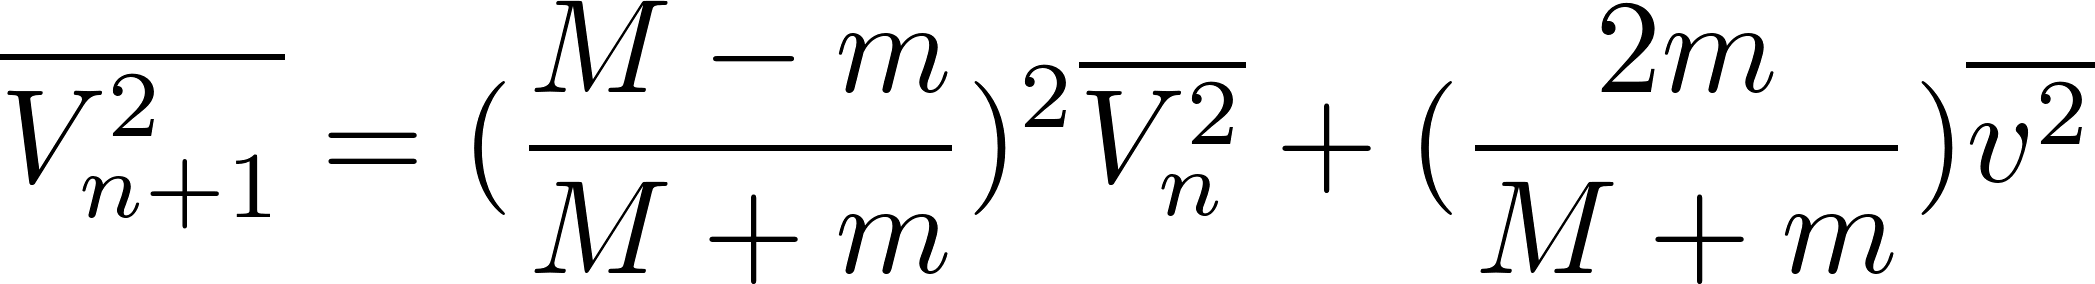 \overline{V_{n+1}^2} = (\frac{M-m}{M+m})^2 \overline{V_n^2} + (\frac{2m}{M+m}) \overline{v^2}